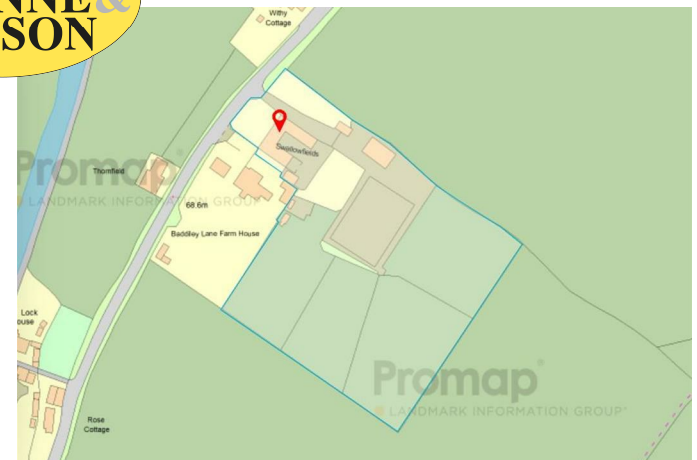 NNE&
SON
Withy
Cottage
Swallowfields
Promap
Thornfield
LANDMARK INFORMATION GROUP
68.6m
Baddiley Lane Farm House
Lock
ouse
Promap
LANDMARK INFORMATION GROUP
Rose
Cottage